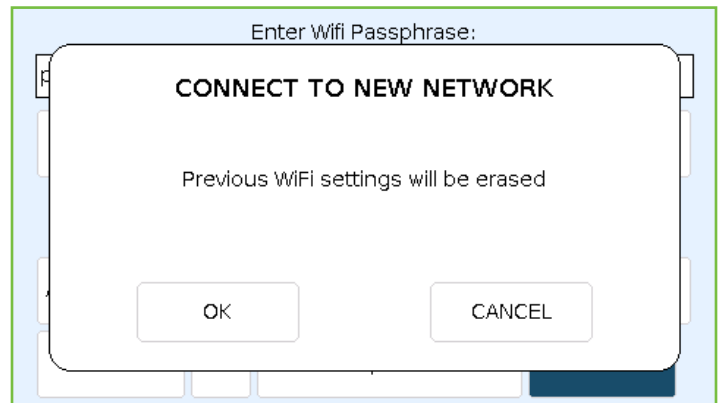 Enter Wifi Passphrase:
CONNECT TO NEW NETWORK
Previous WiFi settings will be erased
OK
CANCEL